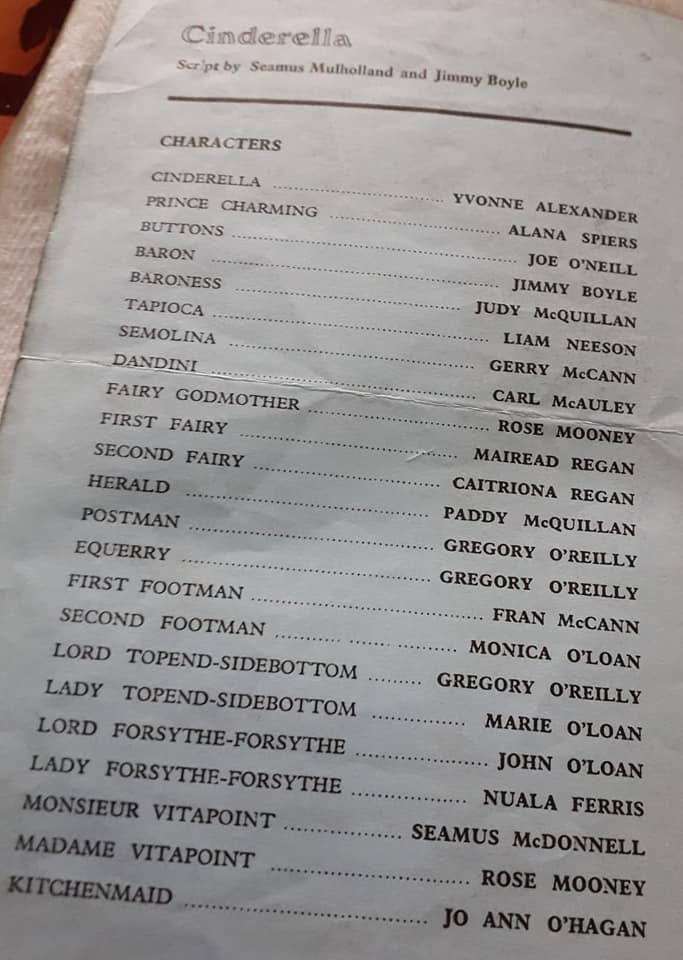 Cinderella
Script by Seamus Mulholland and Jimmy Boyle
CHARACTERS
CINDERELLA ........................................ YVONNE ALEXANDER
PRINCE CHARMING ........................................ ALANA SPIERS
BUTTONS ........................................ JOE O'NEILL
BARON ........................................ JIMMY BOYLE
BARONESS ........................................ JUDY McQUILLAN
TAPIOCA ........................................ LIAM NEESON
SEMOLINA ........................................ GERRY McCANN
DANDINI ........................................ CARL McAULEY
FAIRY GODMOTHER ........................................ ROSE MOONEY
FIRST FAIRY ........................................ MAIREAD REGAN
SECOND FAIRY ........................................ CAITRIONA REGAN
HERALD ........................................ PADDY McQUILLAN
POSTMAN ........................................ GREGORY O'REILLY
EQUERRY ........................................ GREGORY O'REILLY
FIRST FOOTMAN ........................................ FRAN McCANN
SECOND FOOTMAN ........................................ MONICA O'LOAN
LORD TOPEND-SIDEBOTTOM ......... GREGORY O'REILLY
LADY TOPEND-SIDEBOTTOM ................ MARIE O'LOAN
LORD FORSYTHE-FORSYTHE ...................... JOHN O'LOAN
LADY FORSYTHE-FORSYTHE ................... NUALA FERRIS
MONSIEUR VITAPOINT ................... SEAMUS McDONNELL
MADAME VITAPOINT ................................ ROSE MOONEY
KITCHENMAID ........................................ JO ANN O'HAGAN